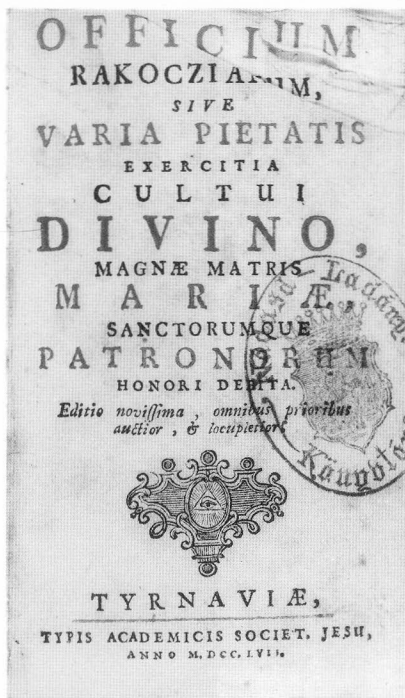 OFFICIUM
RAKOCZIANUM,
SIVE
VARIA PIETATIS
EXERCITIA
CULTUI
DIVINO,
MAGNÆ MATRIS
MARIÆ,
SANCTORUMQUE
PATRONORUM
HONORI DEBITA.
Editio noviſſima, omnibus prioribus
auctior, & locupletior.
TYRNAVIÆ,
TYPIS ACADEMICIS SOCIET. JESU,
ANNO M. DCC. LVII.